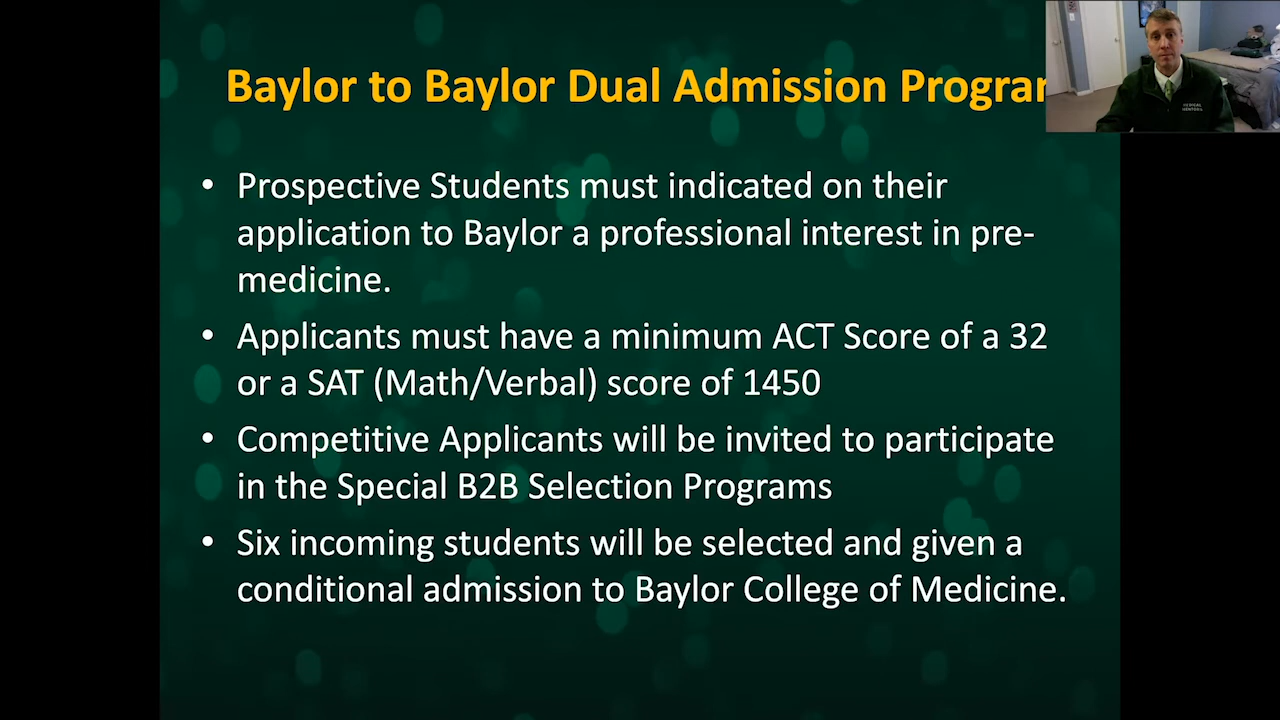 Baylor to Baylor Dual Admission Progra
• Prospective Students must indicated on their
application to Baylor a professional interest in pre-
medicine.
• Applicants must have a minimum ACT Score of a 32
or a SAT (Math/Verbal) score of 1450
• Competitive Applicants will be invited to participate
in the Special B2B Selection Programs
• Six incoming students will be selected and given a
conditional admission to Baylor College of Medicine.